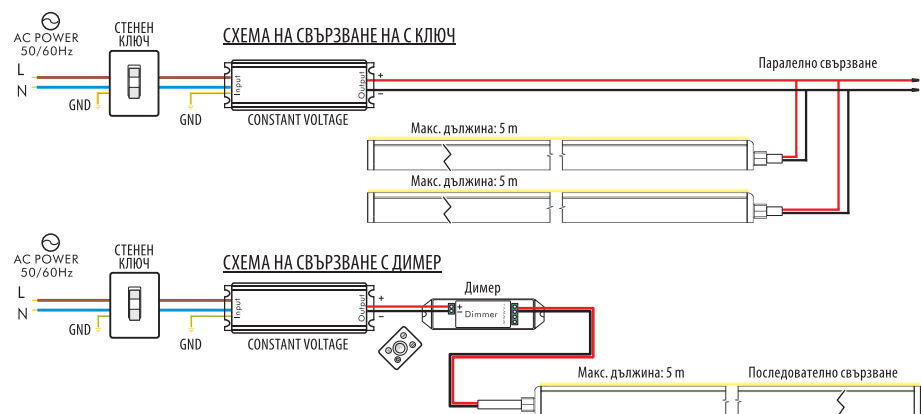 AC POWER
50/60Hz
СТЕНЕН
КЛЮЧ
СХЕМА НА СВЪРЗВАНЕ НА С КЛЮЧ
L
N
GND
GND
Input
Output
+
−
CONSTANT VOLTAGE
Паралелно свързване
Макс. дължина: 5 m
Макс. дължина: 5 m
AC POWER
50/60Hz
СТЕНЕН
КЛЮЧ
СХЕМА НА СВЪРЗВАНЕ С ДИМЕР
L
N
GND
GND
Input
Output
+
−
CONSTANT VOLTAGE
Димер
+
−
Dimmer
Макс. дължина: 5 m
Последователно свързване